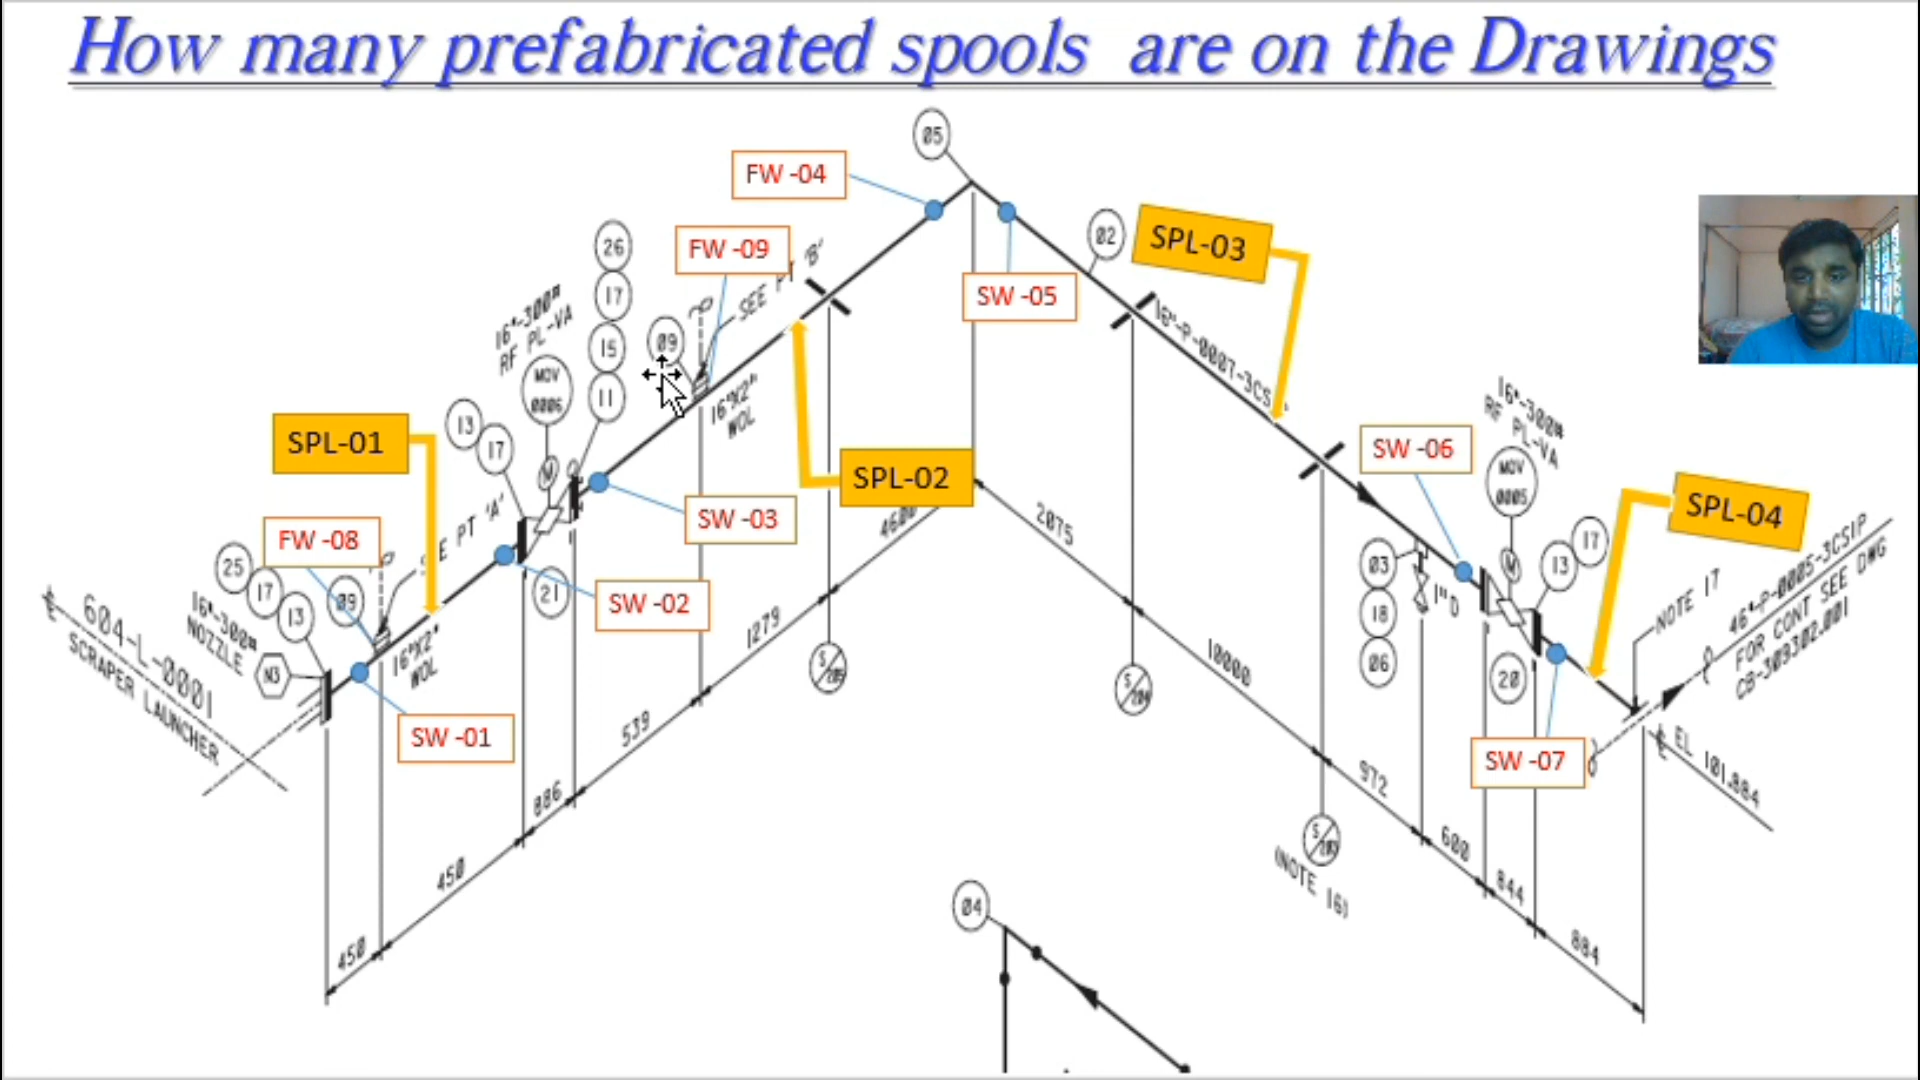 How many prefabricated spools are on the Drawings
05
FW -04
02
SPL-03
26
FW -09
'B'
SEE PT
SW -05
17
16"-300#
RF PL-VA
09
15
16"-P-0007-3CS
MOV
0006
11
16"X2"
WOL
16"-300#
RF PL-VA
SPL-01
13
17
SW -06
SPL-02
MOV
0005
M
SPL-04
SW -03
4600
2075
FW -08
PT 'A'
25
17
13
09
21
SW -02
03
18
06
1"D
M
13
17
NOTE 17
46"-P-0005-3CSIP
FOR CONT SEE DWG
CB-309302.001
604-L-0001
SCRAPER LAUNCHER
16"-300#
NOZZLE
N3
16"X2"
WOL
1279
10000
20
SW -01
539
SW -07
EL 101.884
972
886
S
S
204
S
(NOTE 16)
600
844
450
04
884
450